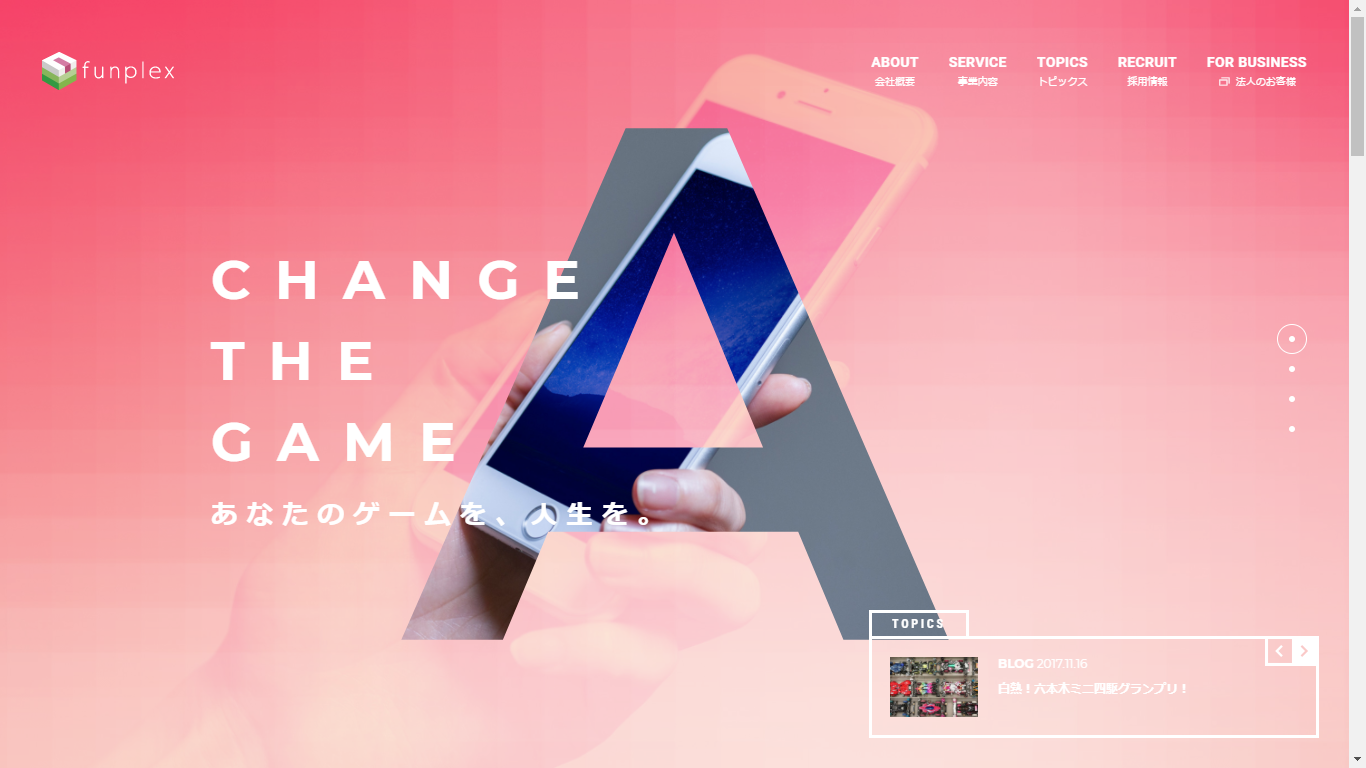 funplex
ABOUT
会社概要
SERVICE
事業内容
TOPICS
トピックス
RECRUIT
採用情報
FOR BUSINESS
法人のお客様
CHANGE
THE
GAME
あなたのゲームを、人生を。
TOPICS
BLOG 2017.11.16
白熱！六本木ミニ四駆グランプリ！